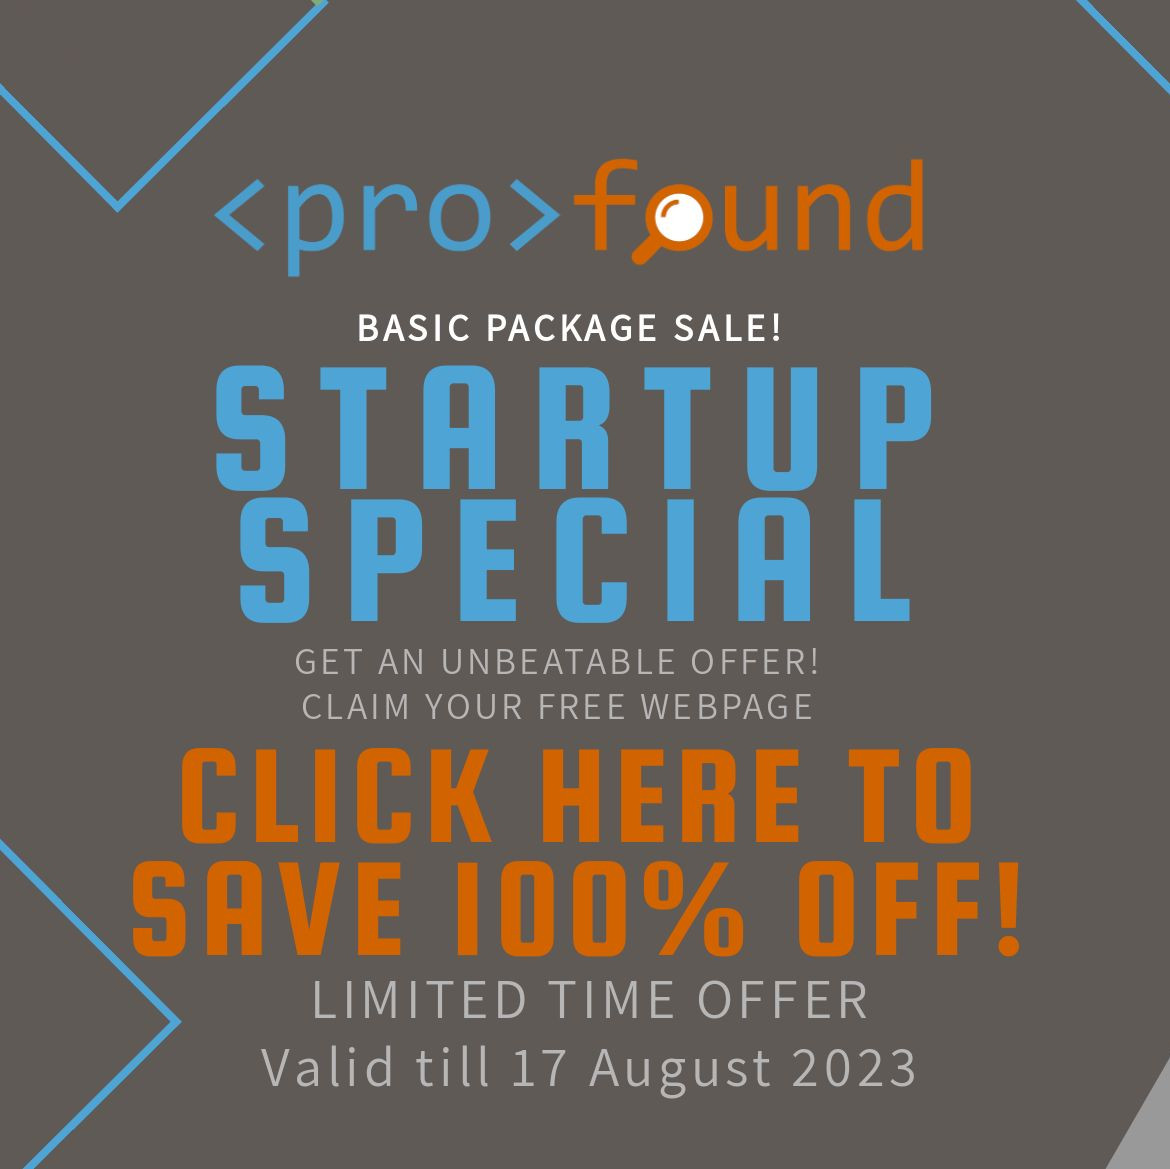 <pro>found
BASIC PACKAGE SALE!
STARTUP
SPECIAL
GET AN UNBEATABLE OFFER!
CLAIM YOUR FREE WEBPAGE
CLICK HERE TO
SAVE 100% OFF!
LIMITED TIME OFFER
Valid till 17 August 2023